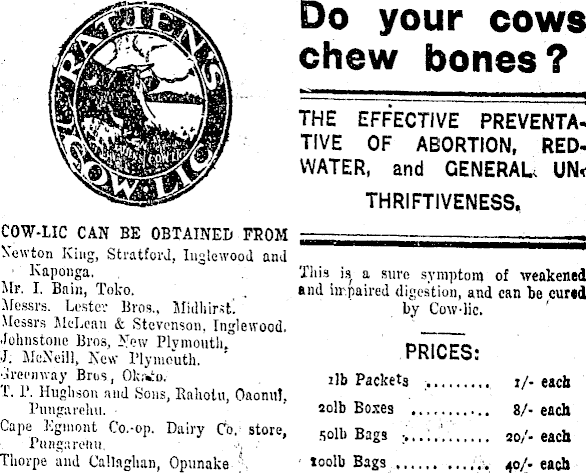 RATJEN'S
COW-LIC
COW-LIC CAN BE OBTAINED FROM
Newton King, Stratford, Inglewood and
Kaponga.
Mr. I. Bain, Toko.
Messrs. Lester Bros., Midhirst.
Messrs McLean & Stevenson, Inglewood.
Johnstone Bros, New Plymouth.
J. McNeill, New Plymouth.
Greenway Bros, Okato.
T. P. Hughson and Sons, Rahotu, Oaonui,
Pungarehu.
Cape Egmont Co.-op. Dairy Co. store,
Pungarehu.
Thorpe and Callaghan, Opunake
Do your cows
chew bones?
THE EFFECTIVE PREVENTA-
TIVE OF ABORTION, RED-
WATER, and GENERAL UN-
THRIFTINESS.
This is a sure symptom of weakened
and impaired digestion, and can be cured
by Cow-lic.
PRICES:
1lb Packets ......... 1/- each
20lb Boxes ......... 8/- each
50lb Bags ........... 20/- each
100lb Bags ...... ...... 40/- each